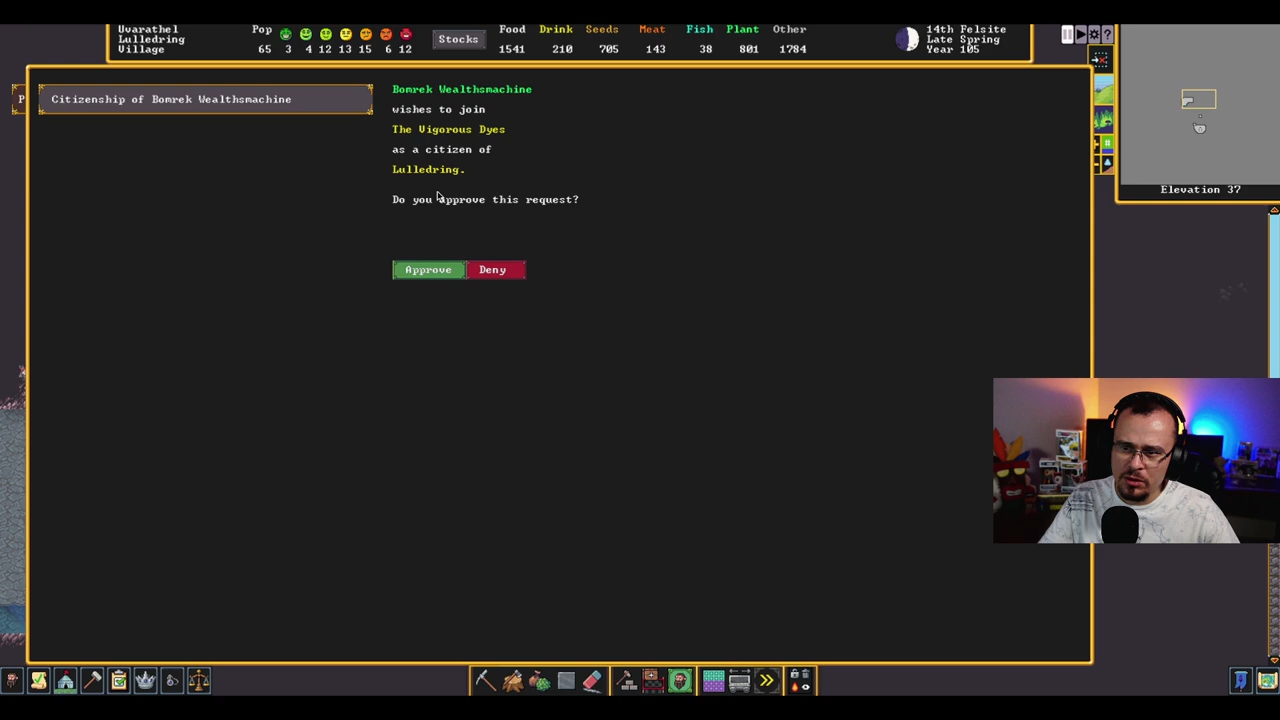 Uvarathel
Lulledring
Village
Pop
65 3 4 12 13 15 6 12
Stocks
Food Drink Seeds Meat Fish Plant Other
1541 210 705 143 38 801 1784
14th Felsite
Late Spring
Year 105
Citizenship of Bomrek Wealthsmachine
Bomrek Wealthsmachine
wishes to join
The Vigorous Dyes
as a citizen of
Lulledring.
Do you approve this request?
Approve Deny
Elevation 37